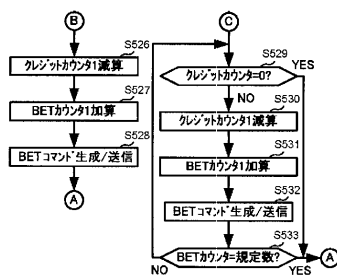 B
S526
クレジットカウンタ1減算
S527
BETカウンタ1加算
S528
BETコマンド生成/送信
A
C
S529
クレジットカウンタ=0?
YES
NO
S530
クレジットカウンタ1減算
S531
BETカウンタ1加算
S532
BETコマンド生成/送信
S533
BETカウンタ=規定数?
NO
YES
A